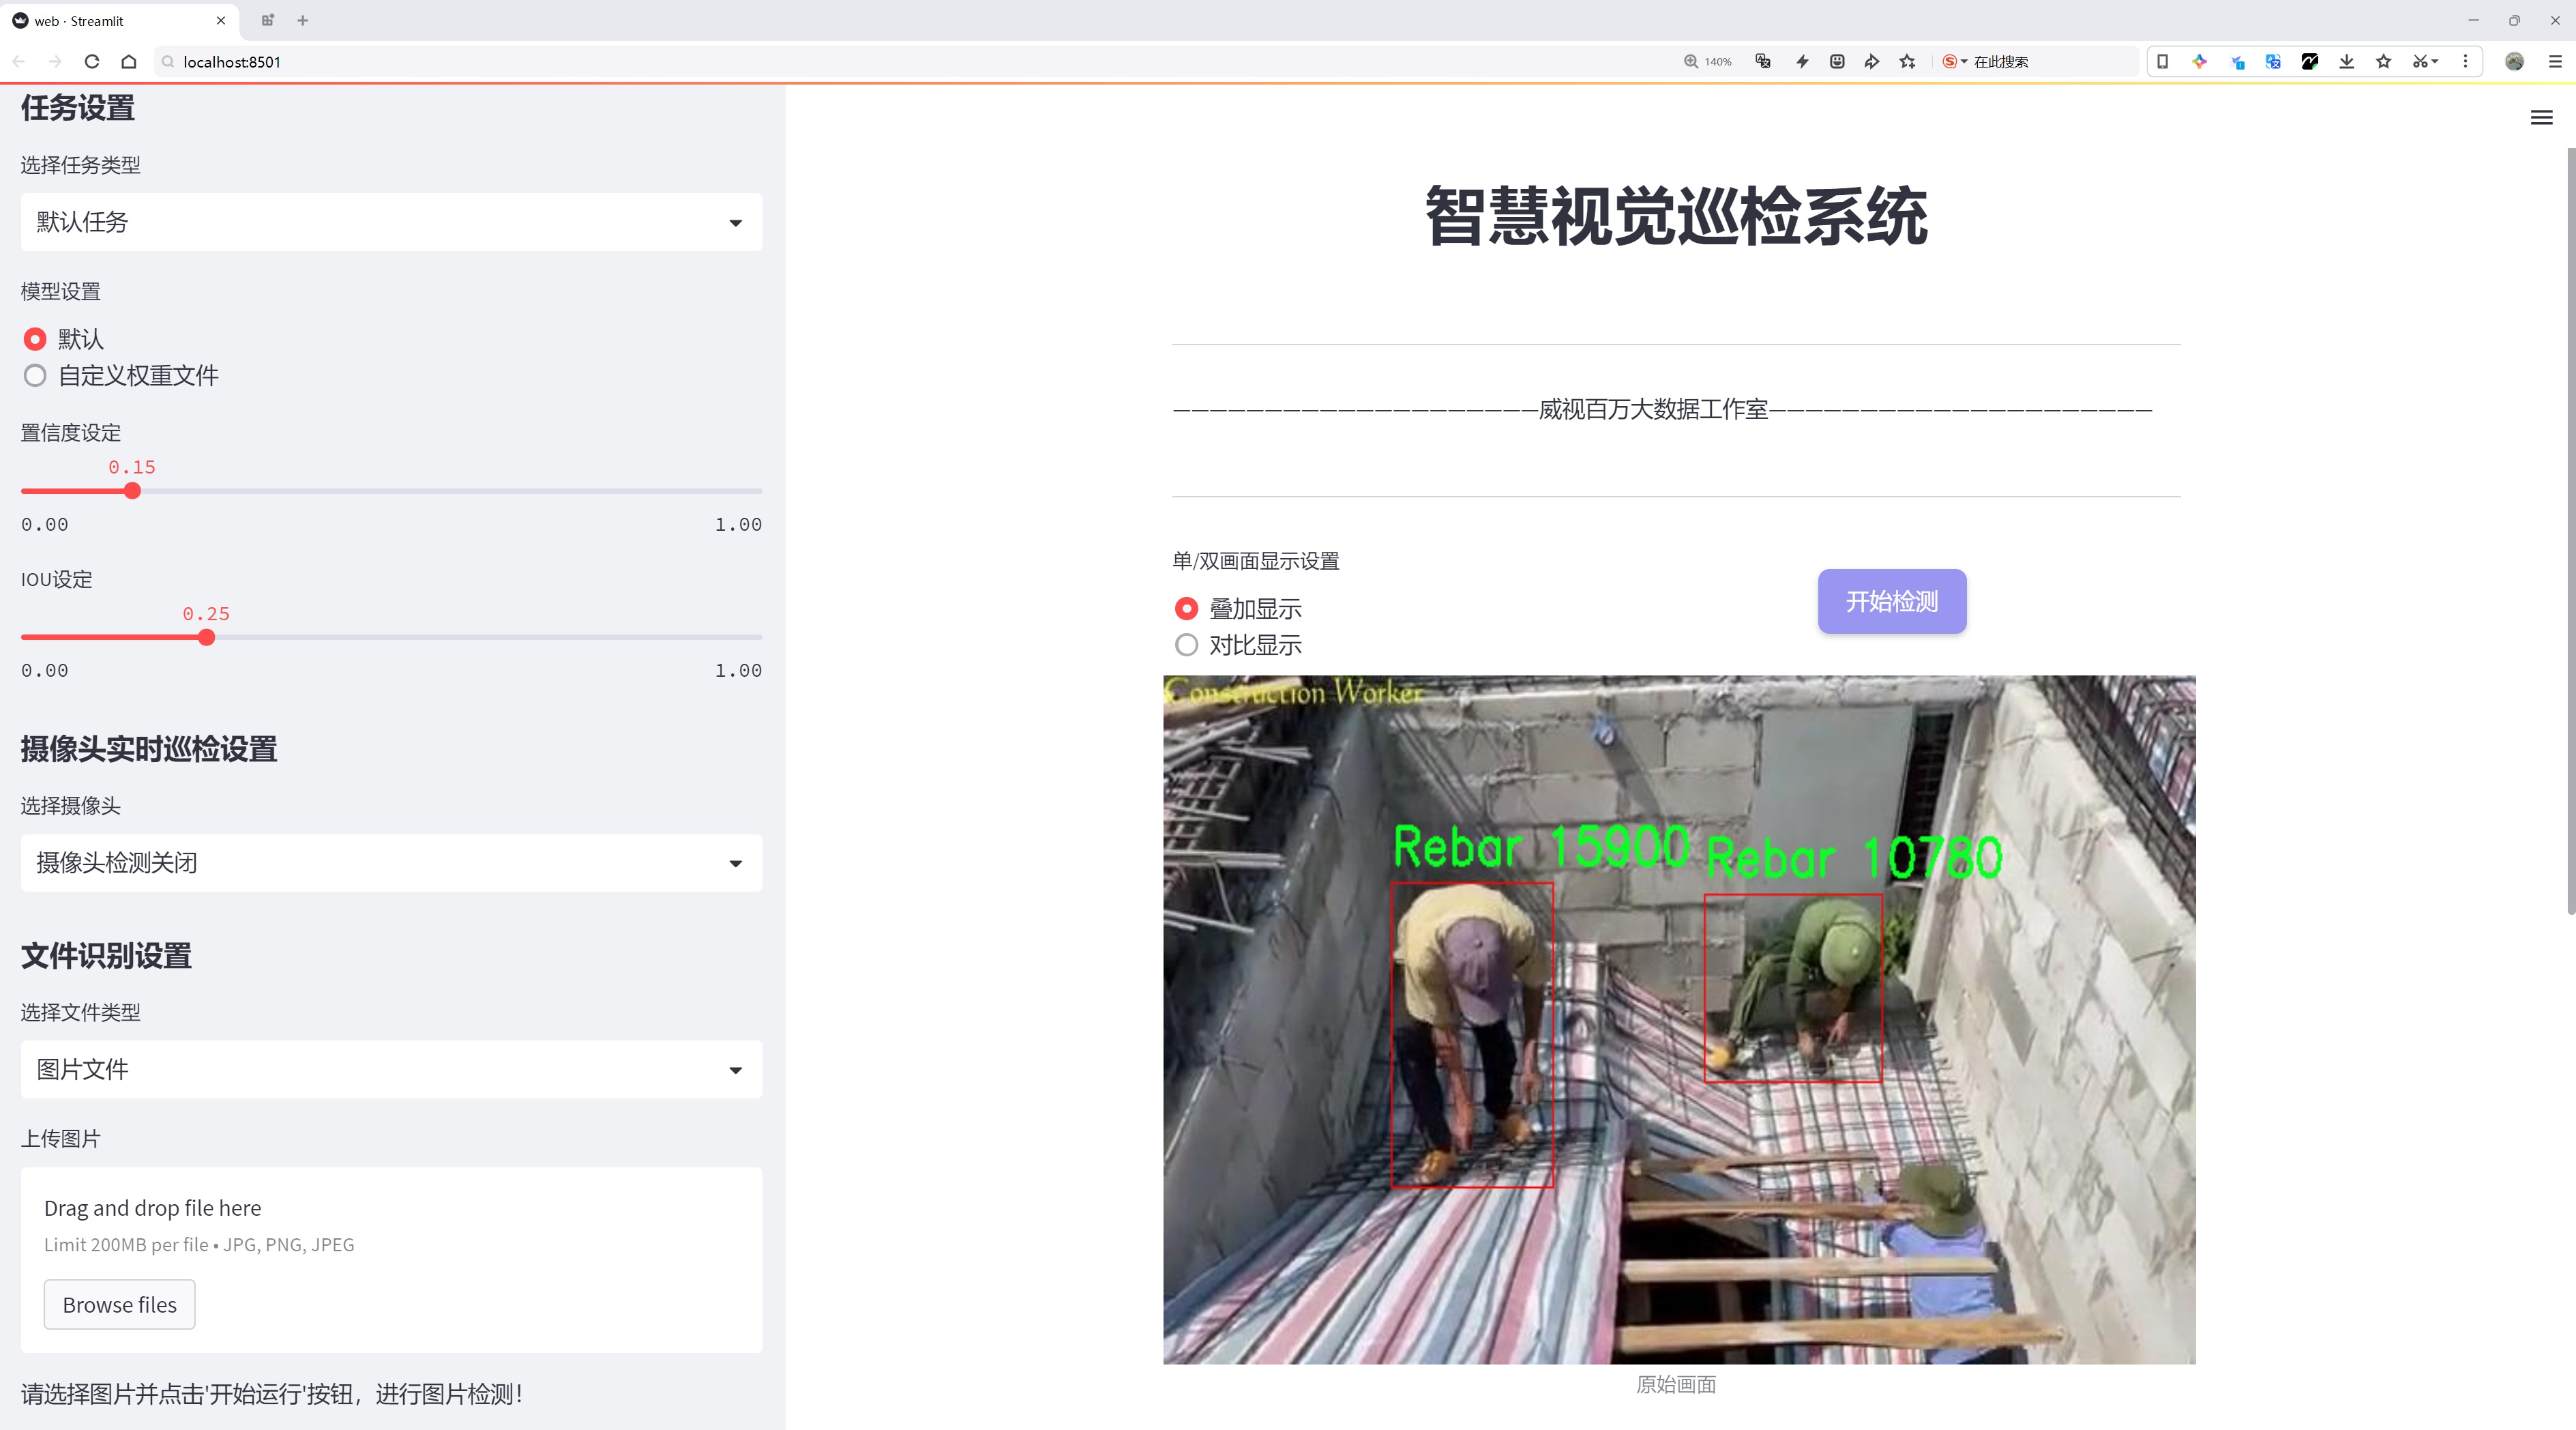 web · Streamlit
localhost:8501
140%
在此搜索
任务设置
选择任务类型
默认任务
模型设置
默认
自定义权重文件
置信度设定
0.15
0.00 1.00
IOU设定
0.25
0.00 1.00
摄像头实时巡检设置
选择摄像头
摄像头检测关闭
文件识别设置
选择文件类型
图片文件
上传图片
Drag and drop file here
Limit 200MB per file • JPG, PNG, JPEG
Browse files
请选择图片并点击'开始运行'按钮，进行图片检测！
智慧视觉巡检系统
————————————————————威视百万大数据工作室—————————————————————
单/双画面显示设置
叠加显示
对比显示
开始检测
Construction Worker
Rebar 15900 Rebar 10780
原始画面